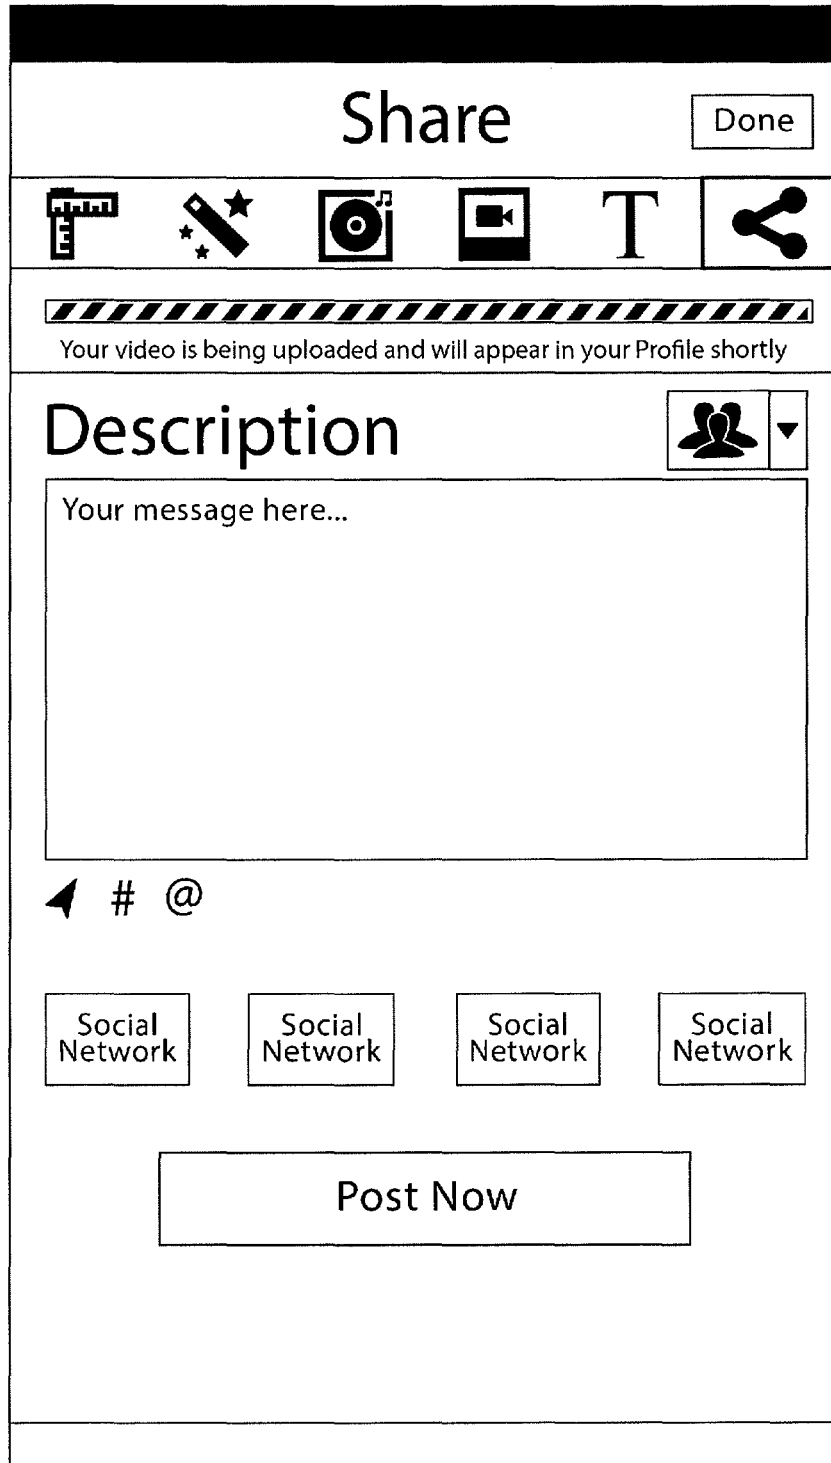 Share
Done
T
Your video is being uploaded and will appear in your Profile shortly
Description
Your message here...
# @
Social
Network
Social
Network
Social
Network
Social
Network
Post Now